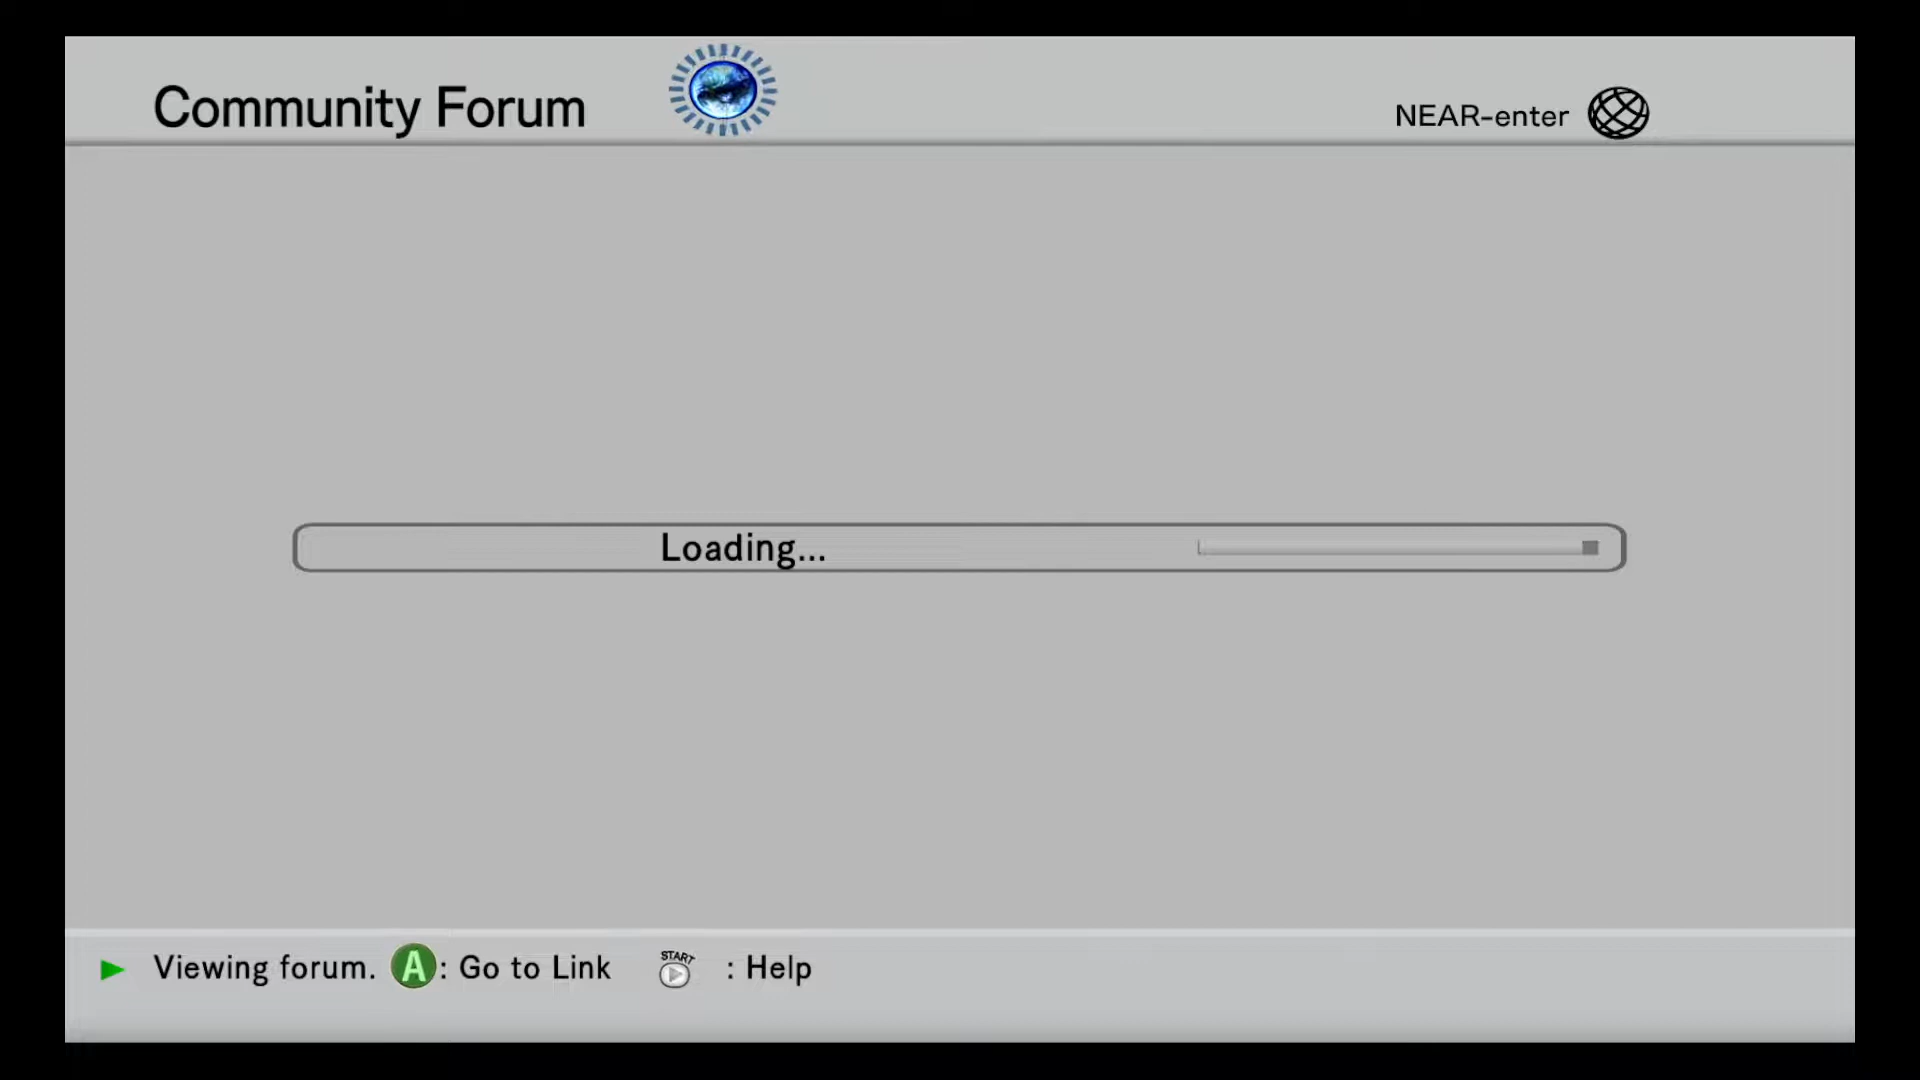 Community Forum
NEAR-enter
Loading...
Viewing forum. A: Go to Link START : Help